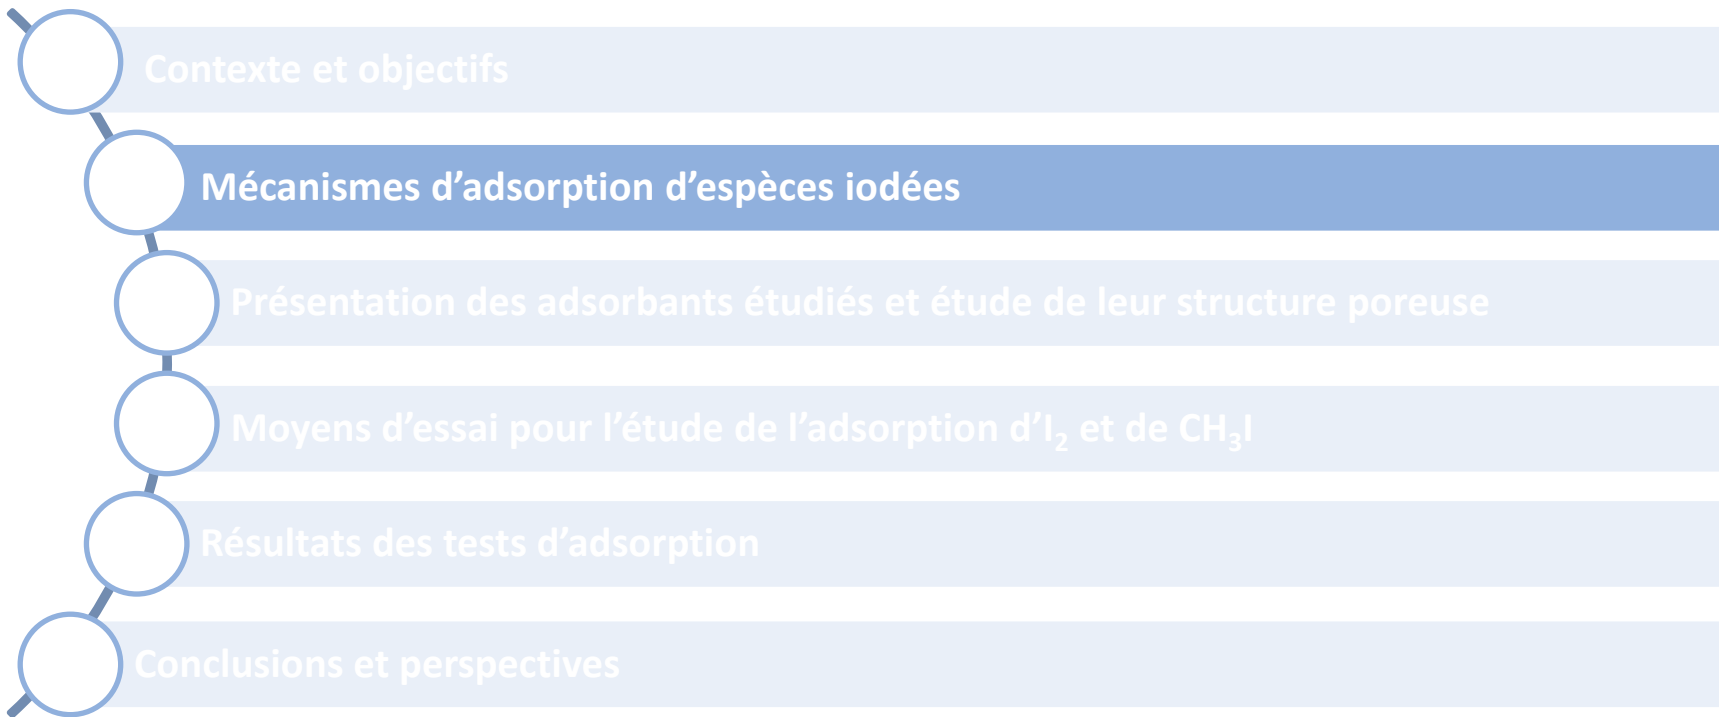 Contexte et objectifs
Mécanismes d’adsorption d’espèces iodées
Présentation des adsorbants étudiés et étude de leur structure poreuse
Moyens d’essai pour l’étude de l’adsorption d’I₂ et de CH₃I
Résultats des tests d’adsorption
Conclusions et perspectives